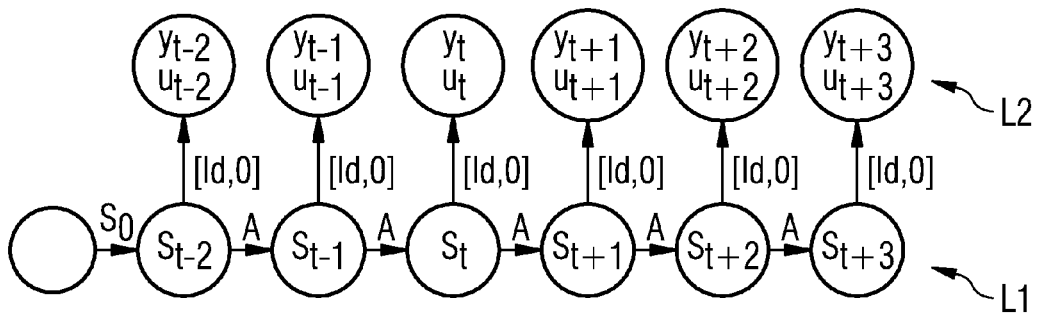 yt-2 yt-1 yt yt+1 yt+2 yt+3
ut-2 ut-1 ut ut+1 ut+2 ut+3
L2
[Id,0] [Id,0] [Id,0] [Id,0] [Id,0] [Id,0]
S0 A A A A A
St-2 St-1 St St+1 St+2 St+3
L1